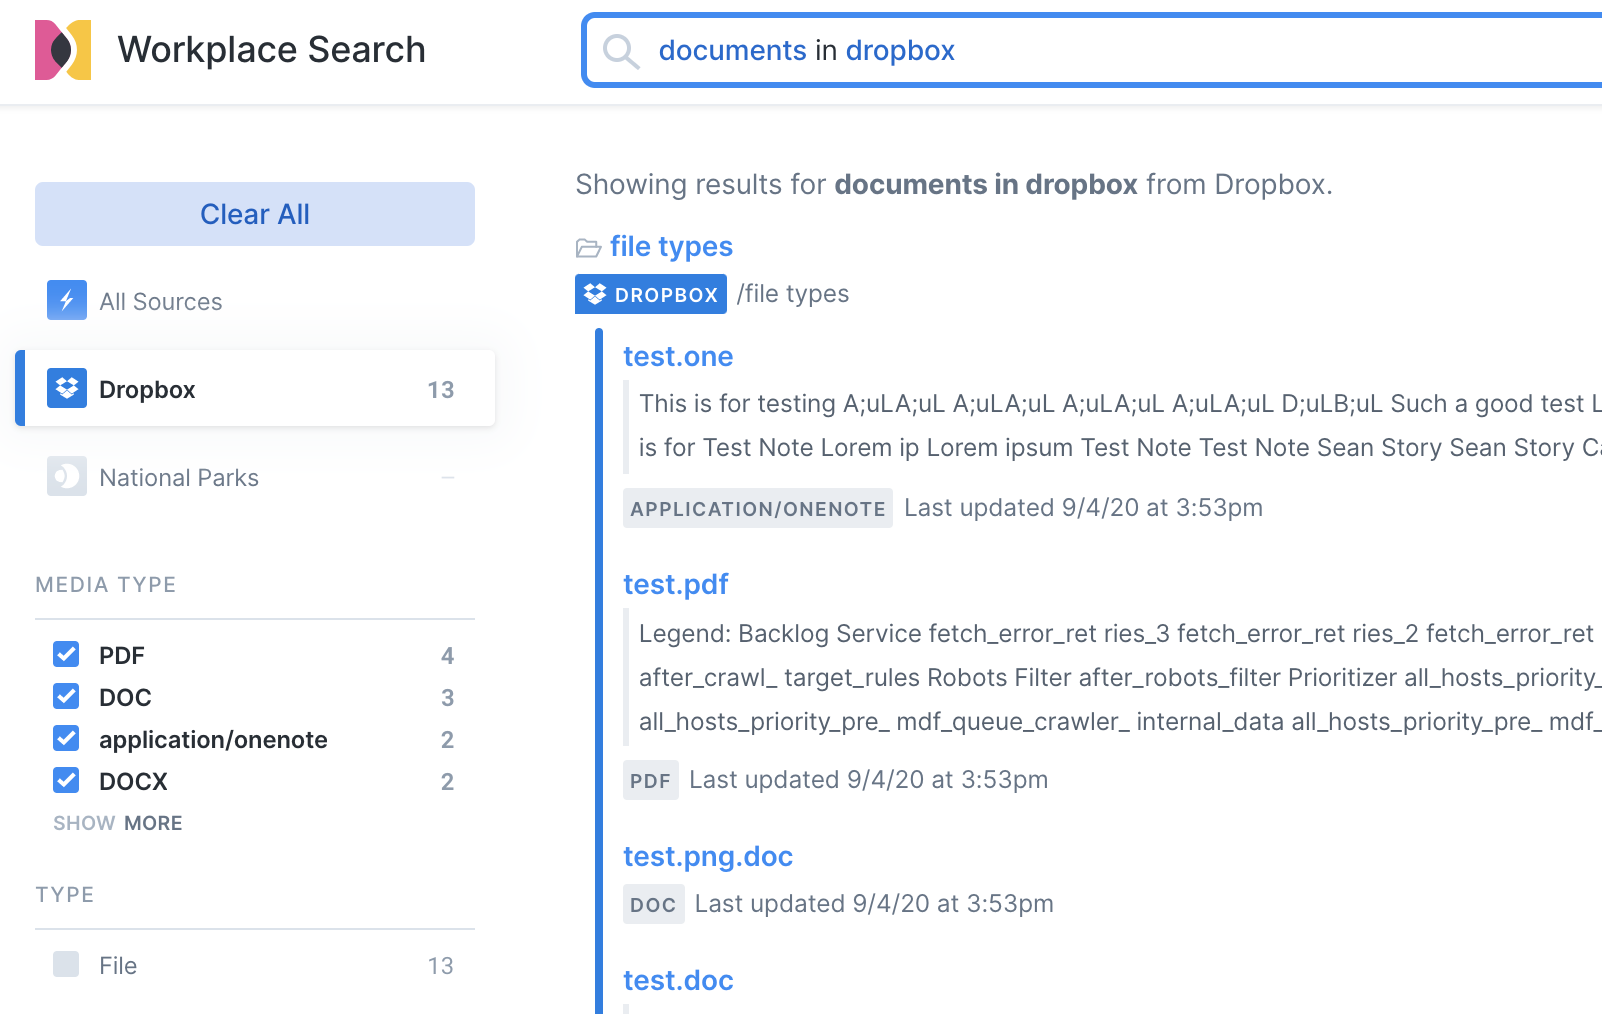 Workplace Search
documents in dropbox
Clear All
All Sources
Dropbox 13
National Parks –
MEDIA TYPE
PDF 4
DOC 3
application/onenote 2
DOCX 2
SHOW MORE
TYPE
File 13
Showing results for documents in dropbox from Dropbox.
file types
DROPBOX /file types
test.one
This is for testing A;uLA;uL A;uLA;uL A;uLA;uL A;uLA;uL D;uLB;uL Such a good test L
is for Test Note Lorem ip Lorem ipsum Test Note Test Note Sean Story Sean Story Ca
APPLICATION/ONENOTE Last updated 9/4/20 at 3:53pm
test.pdf
Legend: Backlog Service fetch_error_ret ries_3 fetch_error_ret ries_2 fetch_error_ret
after_crawl_ target_rules Robots Filter after_robots_filter Prioritizer all_hosts_priority_
all_hosts_priority_pre_ mdf_queue_crawler_ internal_data all_hosts_priority_pre_ mdf_
PDF Last updated 9/4/20 at 3:53pm
test.png.doc
DOC Last updated 9/4/20 at 3:53pm
test.doc